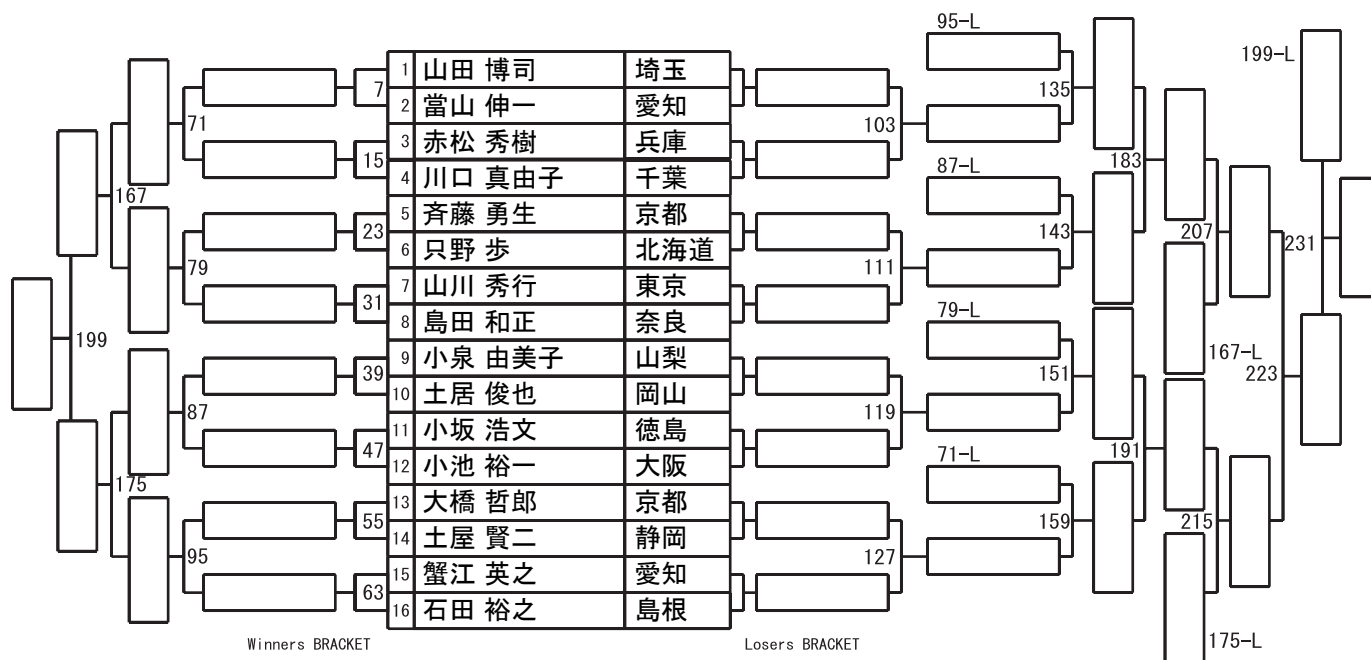 95-L
199-L
1 山田 博司 埼玉
7
135
2 當山 伸一 愛知
71
103
3 赤松 秀樹 兵庫
15
183
4 川口 真由子 千葉
87-L
167
5 斉藤 勇生 京都
23
143
207
231
6 只野 歩 北海道
79
111
7 山川 秀行 東京
31
8 島田 和正 奈良
79-L
199
167-L
9 小泉 由美子 山梨
39
151
223
10 土居 俊也 岡山
87
119
11 小坂 浩文 徳島
47
191
12 小池 裕一 大阪
71-L
175
13 大橋 哲郎 京都
55
159
215
14 土屋 賢二 静岡
95
127
15 蟹江 英之 愛知
63
16 石田 裕之 島根
Winners BRACKET
Losers BRACKET
175-L